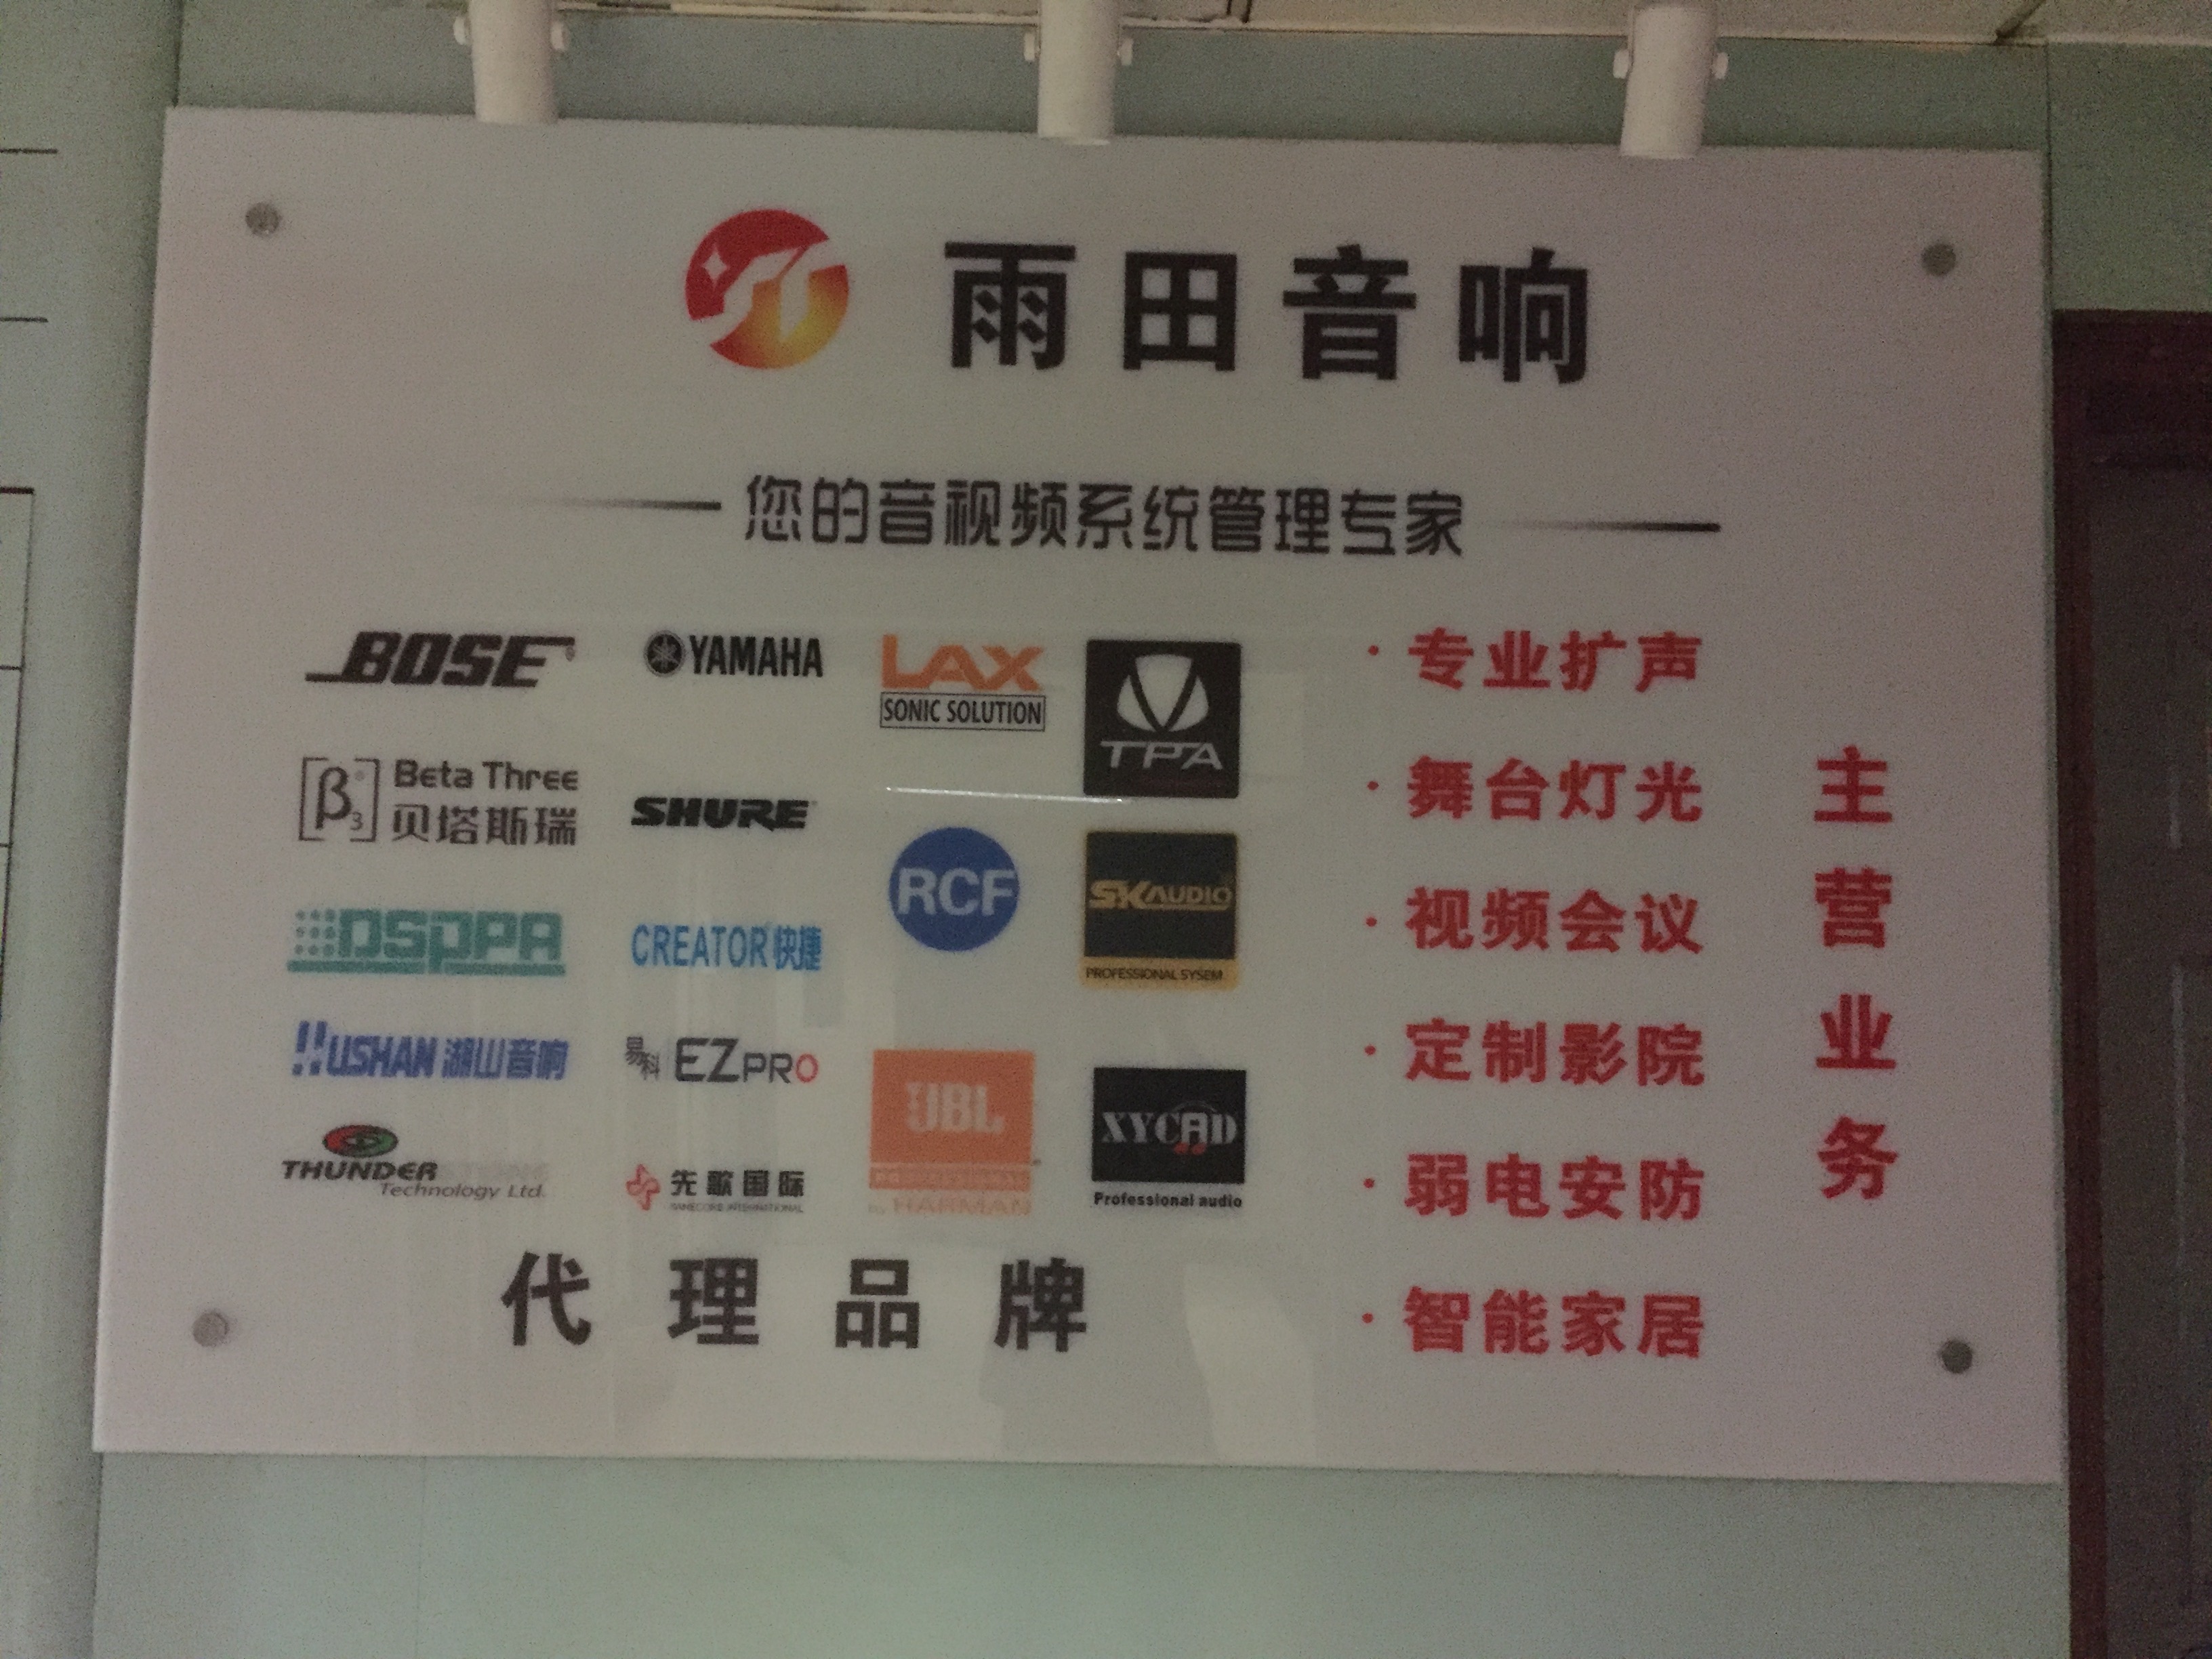 雨田音响
您的音视频系统管理专家
BOSE
YAMAHA
LAX
SONIC SOLUTION
TPA
β3
Beta Three
贝塔斯瑞
SHURE
RCF
SKAUDIO
PROFESSIONAL SYSEM
DSPPA
CREATOR快捷
HUSHAN 湖山音响
易科 EZPRO
JBL
PROFESSIONAL
by HARMAN
XYCAD
Professional audio
THUNDER
Technology Ltd.
先歌国际
代理品牌
· 专业扩声
· 舞台灯光
· 视频会议
· 定制影院
· 弱电安防
· 智能家居
主营业务